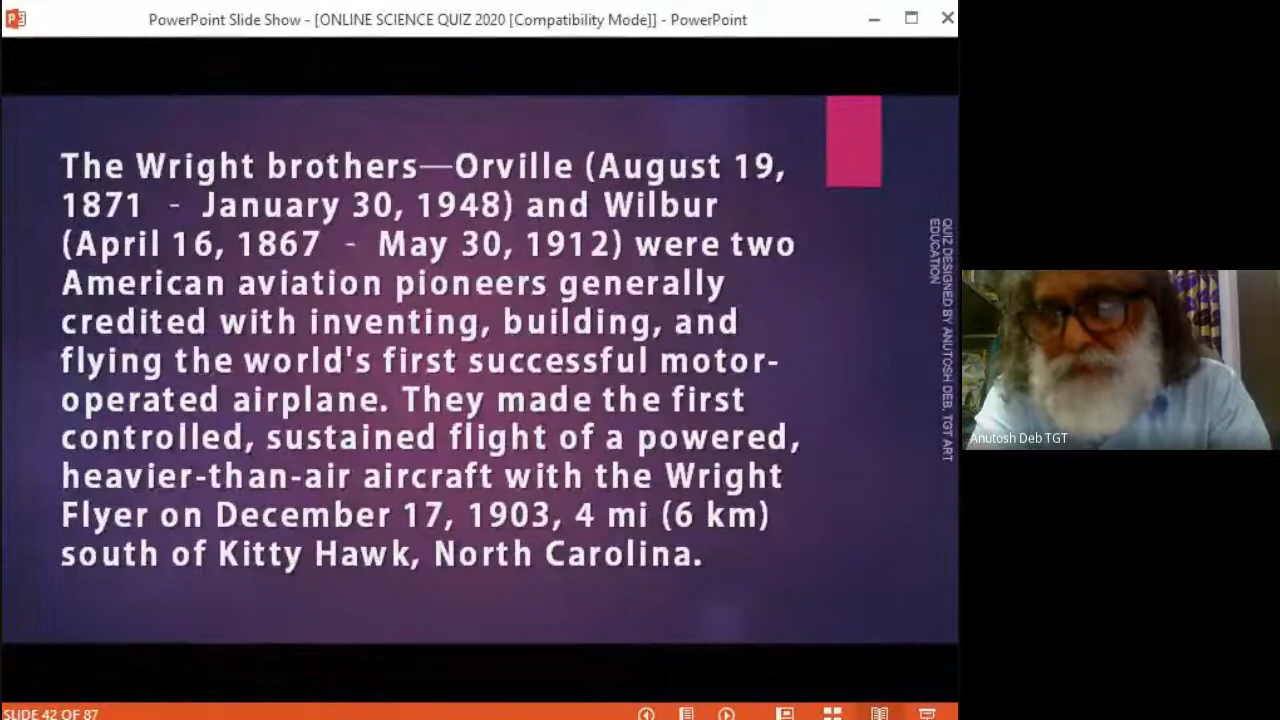 PowerPoint Slide Show - [ONLINE SCIENCE QUIZ 2020 [Compatibility Mode]] - PowerPoint
The Wright brothers—Orville (August 19,
1871 - January 30, 1948) and Wilbur
(April 16, 1867 - May 30, 1912) were two
American aviation pioneers generally
credited with inventing, building, and
flying the world's first successful motor-
operated airplane. They made the first
controlled, sustained flight of a powered,
heavier-than-air aircraft with the Wright
Flyer on December 17, 1903, 4 mi (6 km)
south of Kitty Hawk, North Carolina.
QUIZ DESIGNED BY ANUTOSH DEB, TGT ART
EDUCATION
Anutosh Deb TGT
SLIDE 42 OF 87